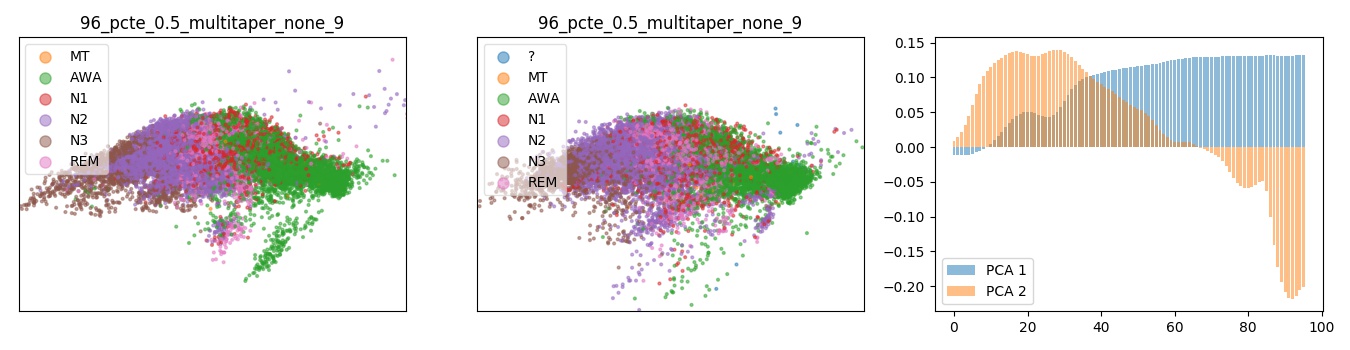 96_pcte_0.5_multitaper_none_9
MT
AWA
N1
N2
N3
REM
96_pcte_0.5_multitaper_none_9
?
MT
AWA
N1
N2
N3
REM
0.15
0.10
0.05
0.00
−0.05
−0.10
−0.15
−0.20
PCA 1
PCA 2
0 20 40 60 80 100